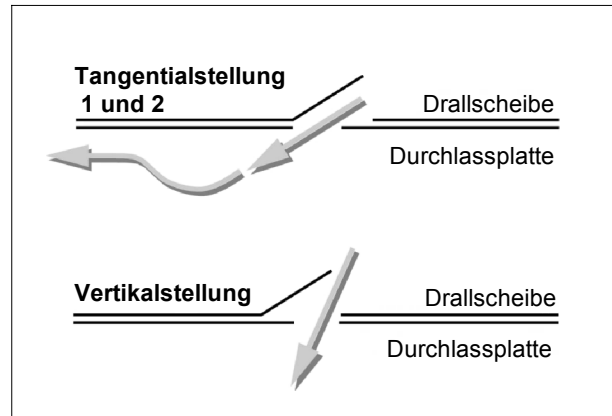 Tangentialstellung
1 und 2
Drallscheibe
Durchlassplatte
Vertikalstellung
Drallscheibe
Durchlassplatte